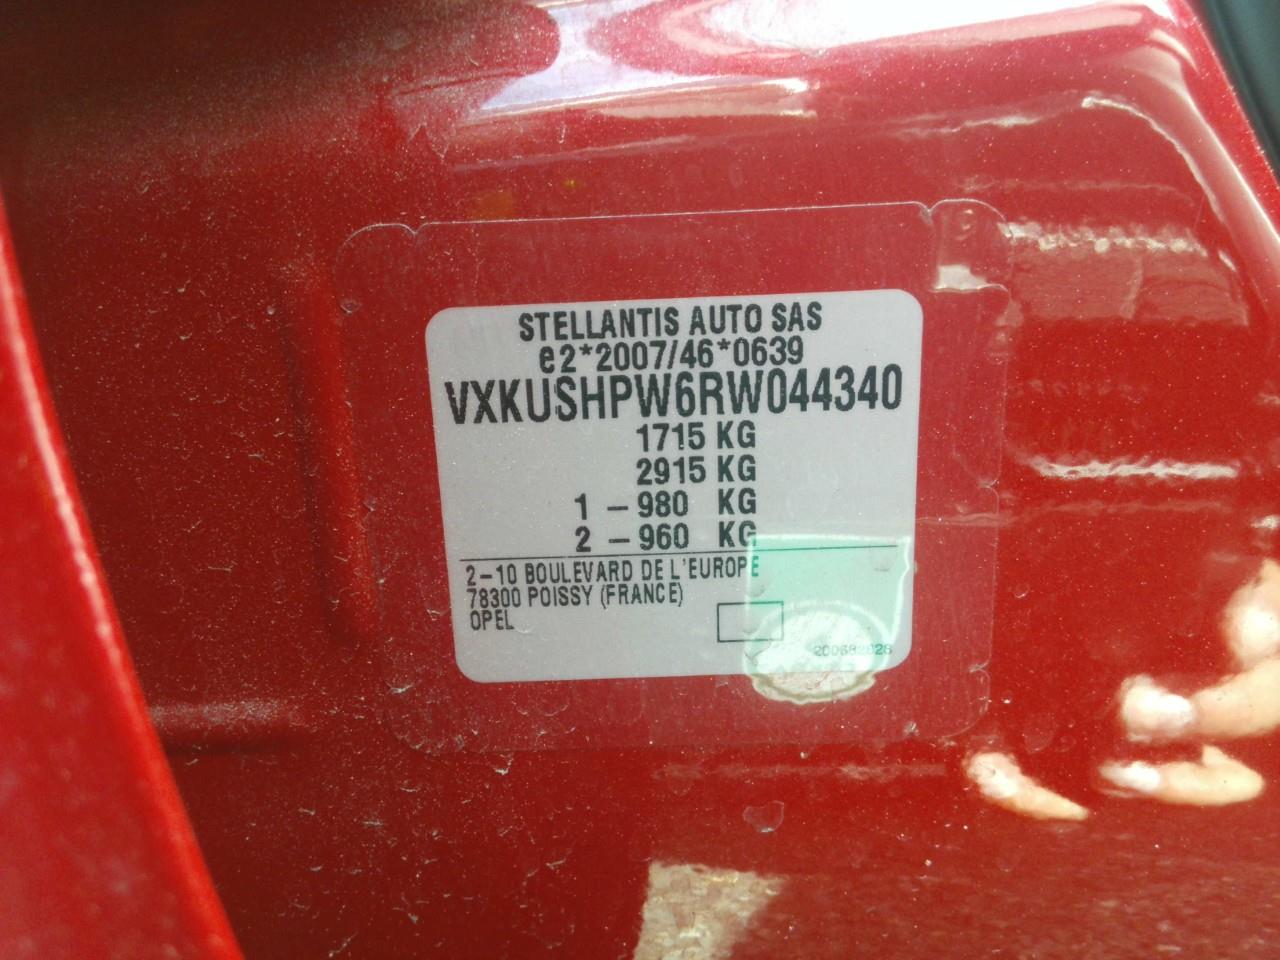 STELLANTIS AUTO SAS
e2*2007/46*0639
VXKUSHPW6RW044340
1715 KG
2915 KG
1 – 980 KG
2 – 960 KG
2–10 BOULEVARD DE L'EUROPE
78300 POISSY (FRANCE)
OPEL